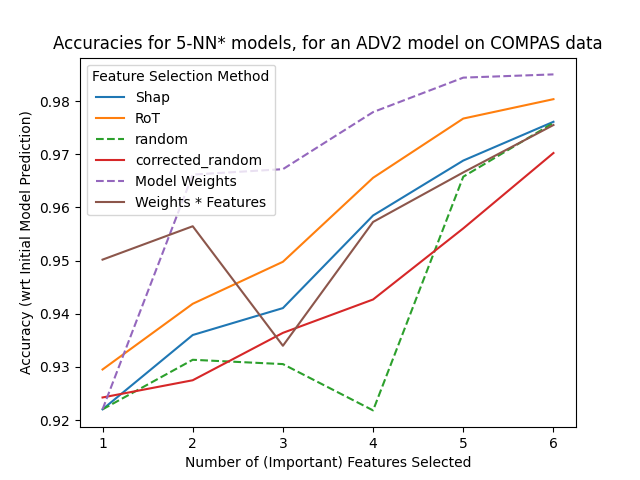 Accuracies for 5-NN* models, for an ADV2 model on COMPAS data
Feature Selection Method
Shap
RoT
random
corrected_random
Model Weights
Weights * Features
Accuracy (wrt Initial Model Prediction)
0.98
0.97
0.96
0.95
0.94
0.93
0.92
1 2 3 4 5 6
Number of (Important) Features Selected